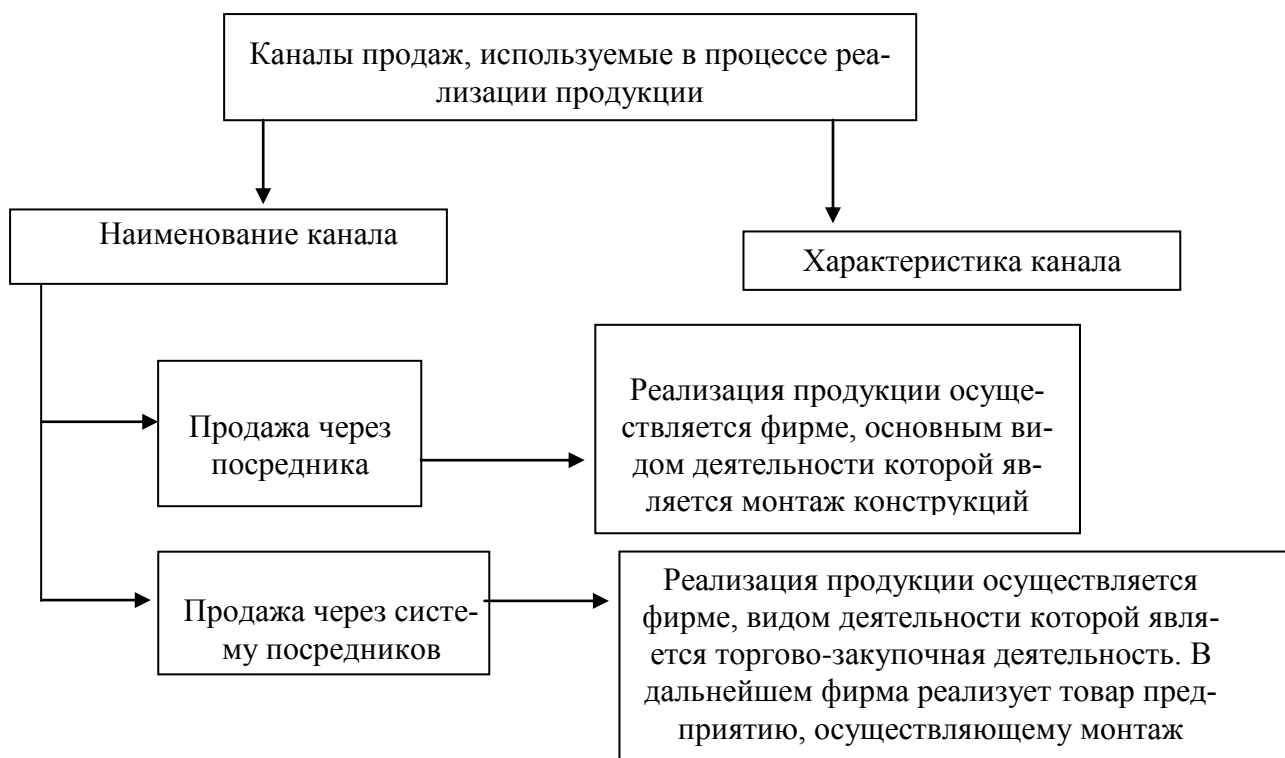 Каналы продаж, используемые в процессе реа-
лизации продукции
Наименование канала
Характеристика канала
Продажа через
посредника
Реализация продукции осуще-
ствляется фирме, основным ви-
дом деятельности которой яв-
ляется монтаж конструкций
Продажа через систе-
му посредников
Реализация продукции осуществляется
фирме, видом деятельности которой явля-
ется торгово-закупочная деятельность. В
дальнейшем фирма реализует товар пред-
приятию, осуществляющему монтаж